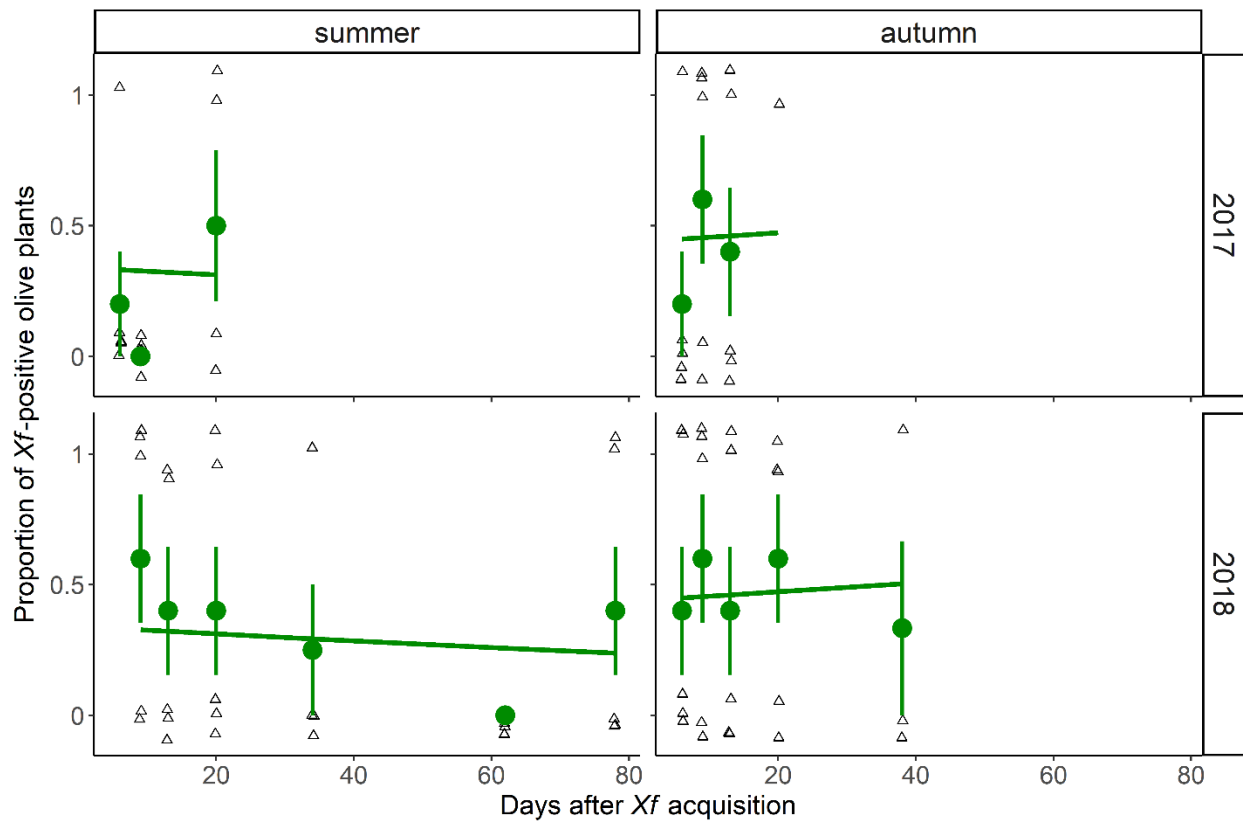 summer
autumn
1
0.5
0
2017
1
0.5
0
2018
20 40 60 80
20 40 60 80
Days after Xf acquisition
Proportion of Xf-positive olive plants